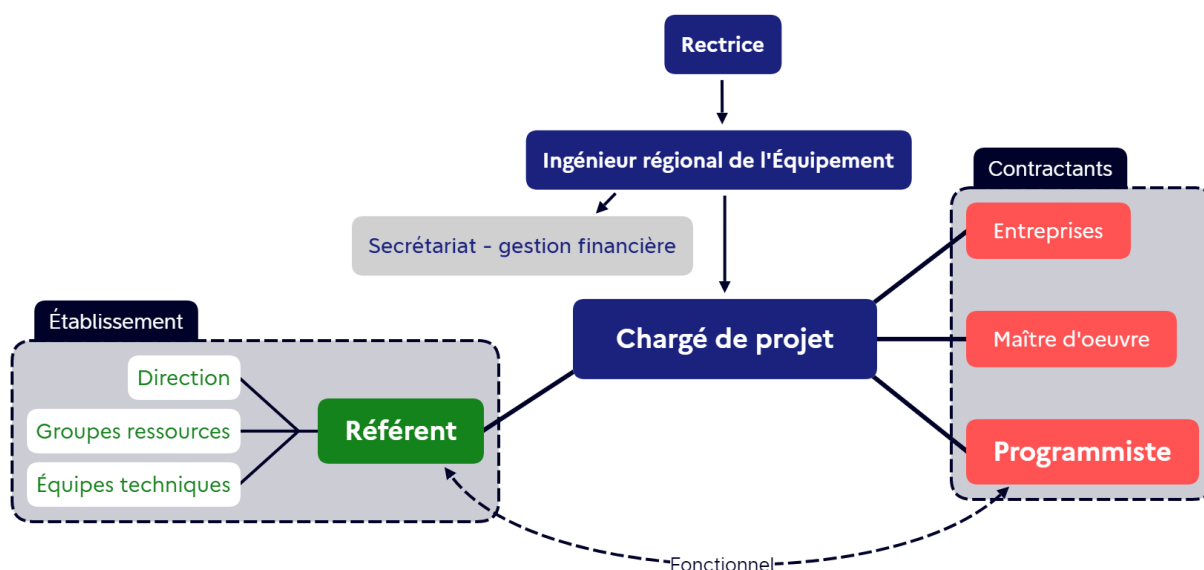 Rectrice
Ingénieur régional de l'Équipement
Contractants
Entreprises
Secrétariat - gestion financière
Établissement
Chargé de projet
Maître d'oeuvre
Direction
Groupes ressources
Référent
Programmiste
Équipes techniques
Fonctionnel